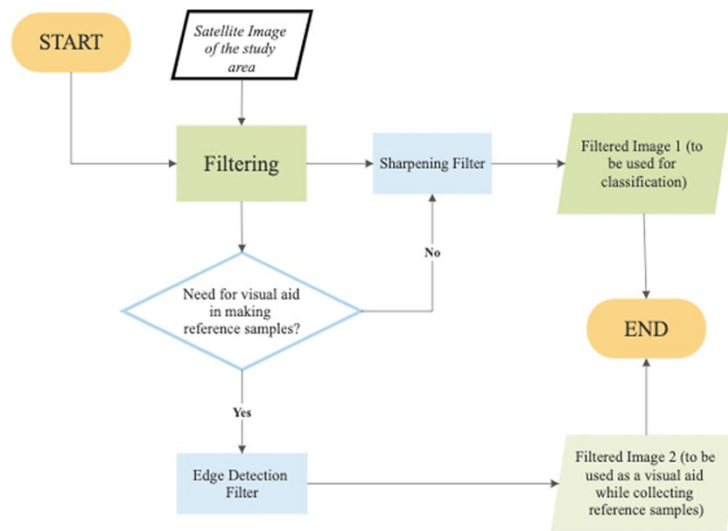 START
Satellite Image
of the study
area
Filtering
Sharpening Filter
Filtered Image 1 (to
be used for
classification)
No
Need for visual aid
in making
reference samples?
END
Yes
Edge Detection
Filter
Filtered Image 2 (to be
used as a visual aid
while collecting
reference samples)